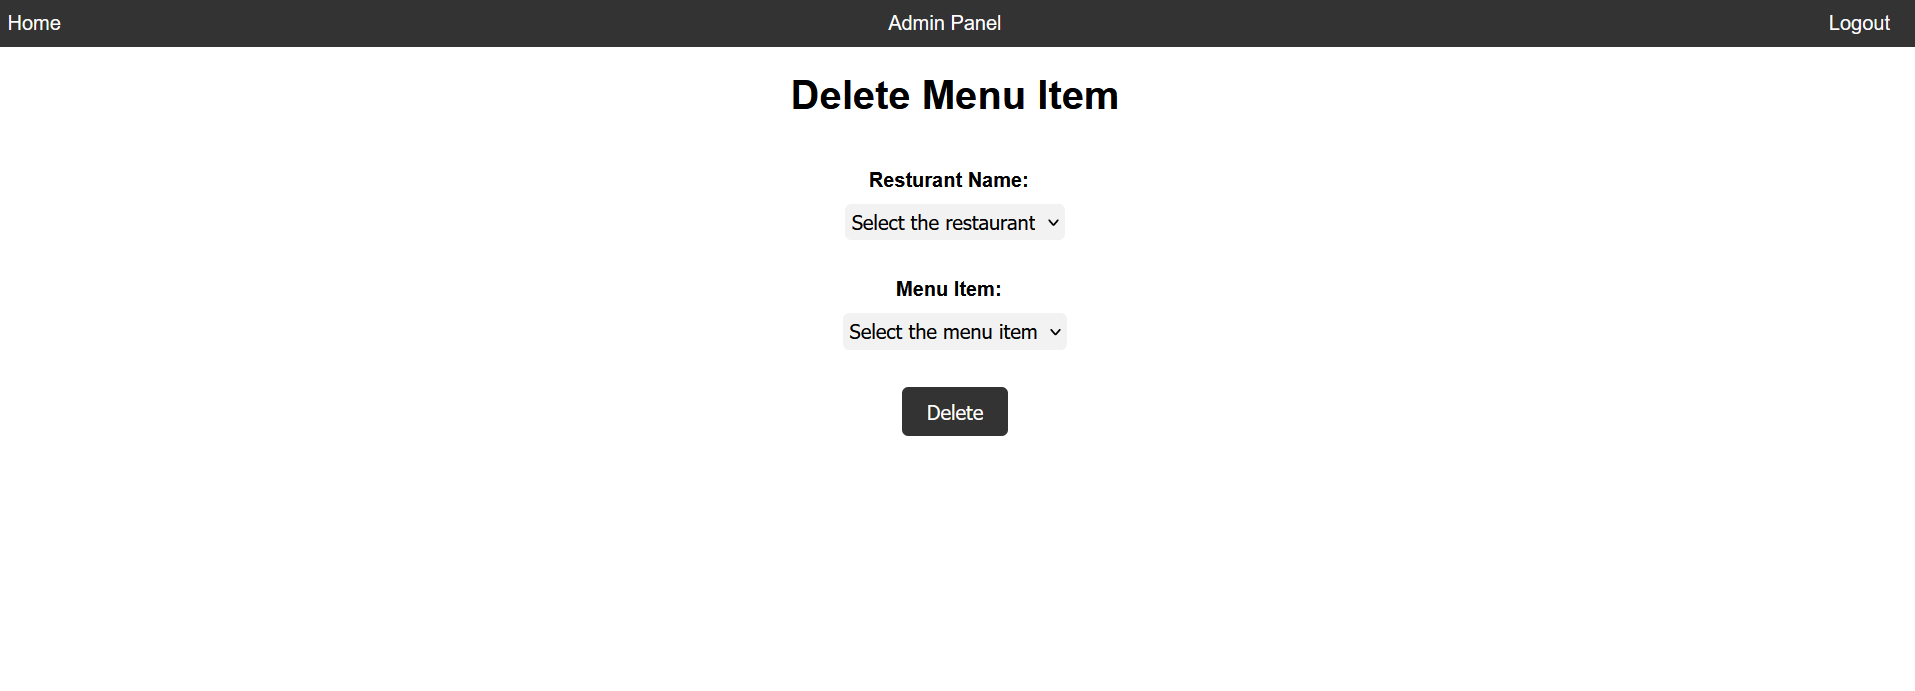 Home Admin Panel Logout
Delete Menu Item
Resturant Name:
Select the restaurant
Menu Item:
Select the menu item
Delete